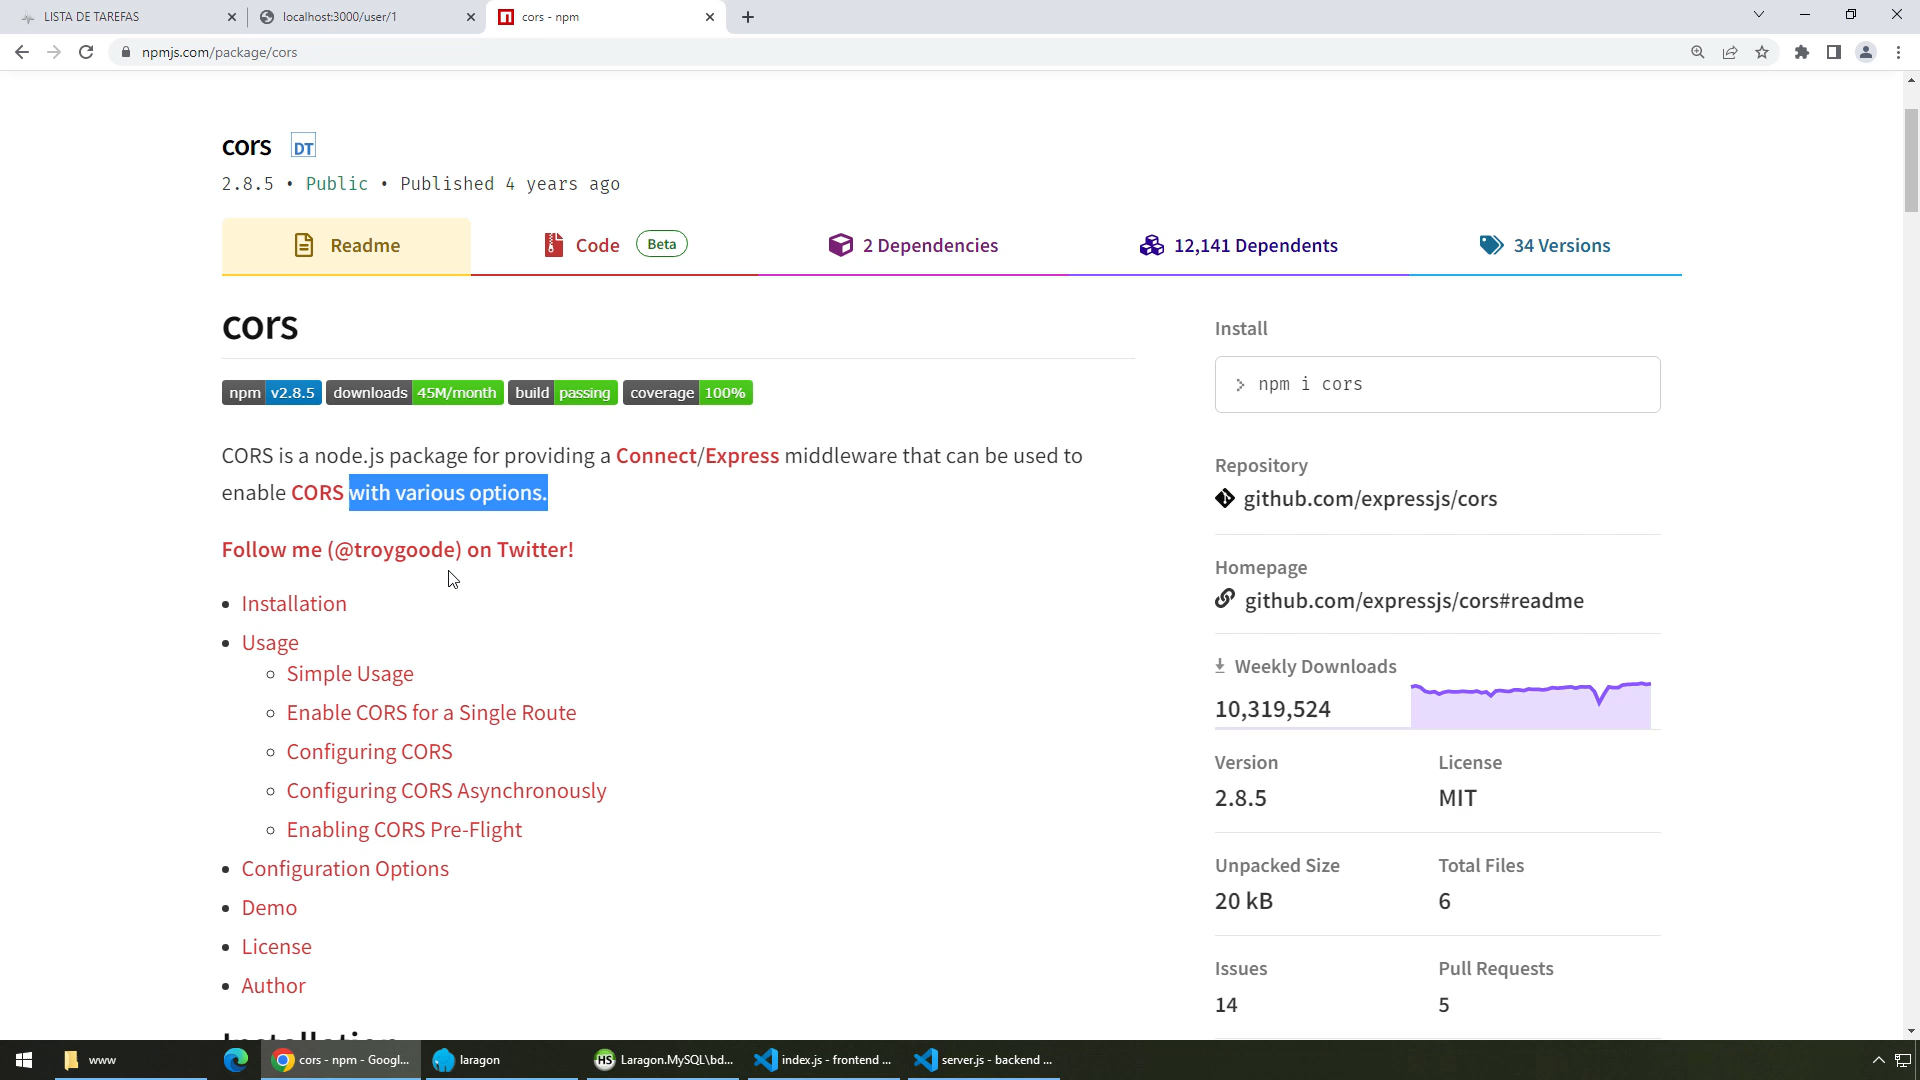 LISTA DE TAREFAS
localhost:3000/user/1
cors - npm
npmjs.com/package/cors
cors DT
2.8.5 • Public • Published 4 years ago
Readme
Code Beta
2 Dependencies
12,141 Dependents
34 Versions
cors
npm v2.8.5 downloads 45M/month build passing coverage 100%
CORS is a node.js package for providing a Connect/Express middleware that can be used to
enable CORS with various options.
Follow me (@troygoode) on Twitter!
• Installation
• Usage
◦ Simple Usage
◦ Enable CORS for a Single Route
◦ Configuring CORS
◦ Configuring CORS Asynchronously
◦ Enabling CORS Pre-Flight
• Configuration Options
• Demo
• License
• Author
Installation
Install
> npm i cors
Repository
github.com/expressjs/cors
Homepage
github.com/expressjs/cors#readme
Weekly Downloads
10,319,524
Version License
2.8.5 MIT
Unpacked Size Total Files
20 kB 6
Issues Pull Requests
14 5
www
cors - npm - Googl...
laragon
HS Laragon.MySQL\bd...
index.js - frontend ...
server.js - backend ...